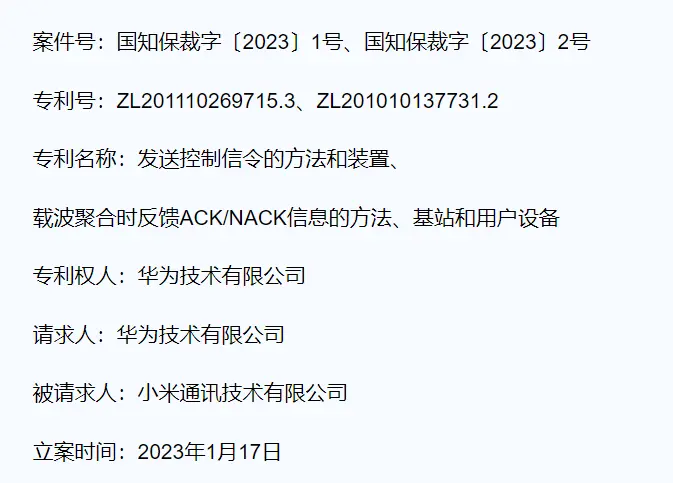 案件号：国知保裁字〔2023〕1号、国知保裁字〔2023〕2号
专利号：ZL201110269715.3、ZL201010137731.2
专利名称：发送控制信令的方法和装置、
载波聚合时反馈ACK/NACK信息的方法、基站和用户设备
专利权人：华为技术有限公司
请求人：华为技术有限公司
被请求人：小米通讯技术有限公司
立案时间：2023年1月17日